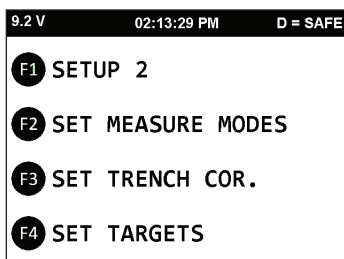 9.2 V 02:13:29 PM D = SAFE
F1 SETUP 2
F2 SET MEASURE MODES
F3 SET TRENCH COR.
F4 SET TARGETS